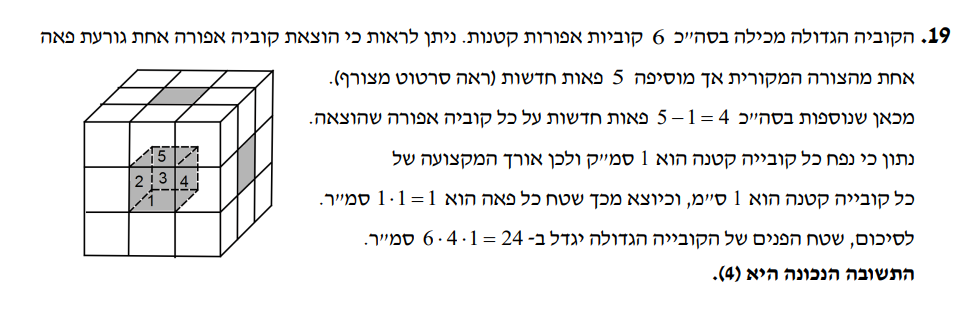 19. הקוביה הגדולה מכילה בסה״כ 6 קוביות אפורות קטנות. ניתן לראות כי הוצאת קוביה אפורה אחת גורעת פאה
אחת מהצורה המקורית אך מוסיפה 5 פאות חדשות (ראה סרטוט מצורף).
מכאן שנוספות בסה״כ 5 − 1 = 4 פאות חדשות על כל קוביה אפורה שהוצאה.
נתון כי נפח כל קובייה קטנה הוא 1 סמ״ק ולכן אורך המקצועה של
כל קובייה קטנה הוא 1 ס״מ, וכיוצא מכך שטח כל פאה הוא 1 · 1 = 1 סמ״ר.
לסיכום, שטח הפנים של הקובייה הגדולה יגדל ב- 6 · 4 · 1 = 24 סמ״ר.
התשובה הנכונה היא (4).
5
2 3 4
1